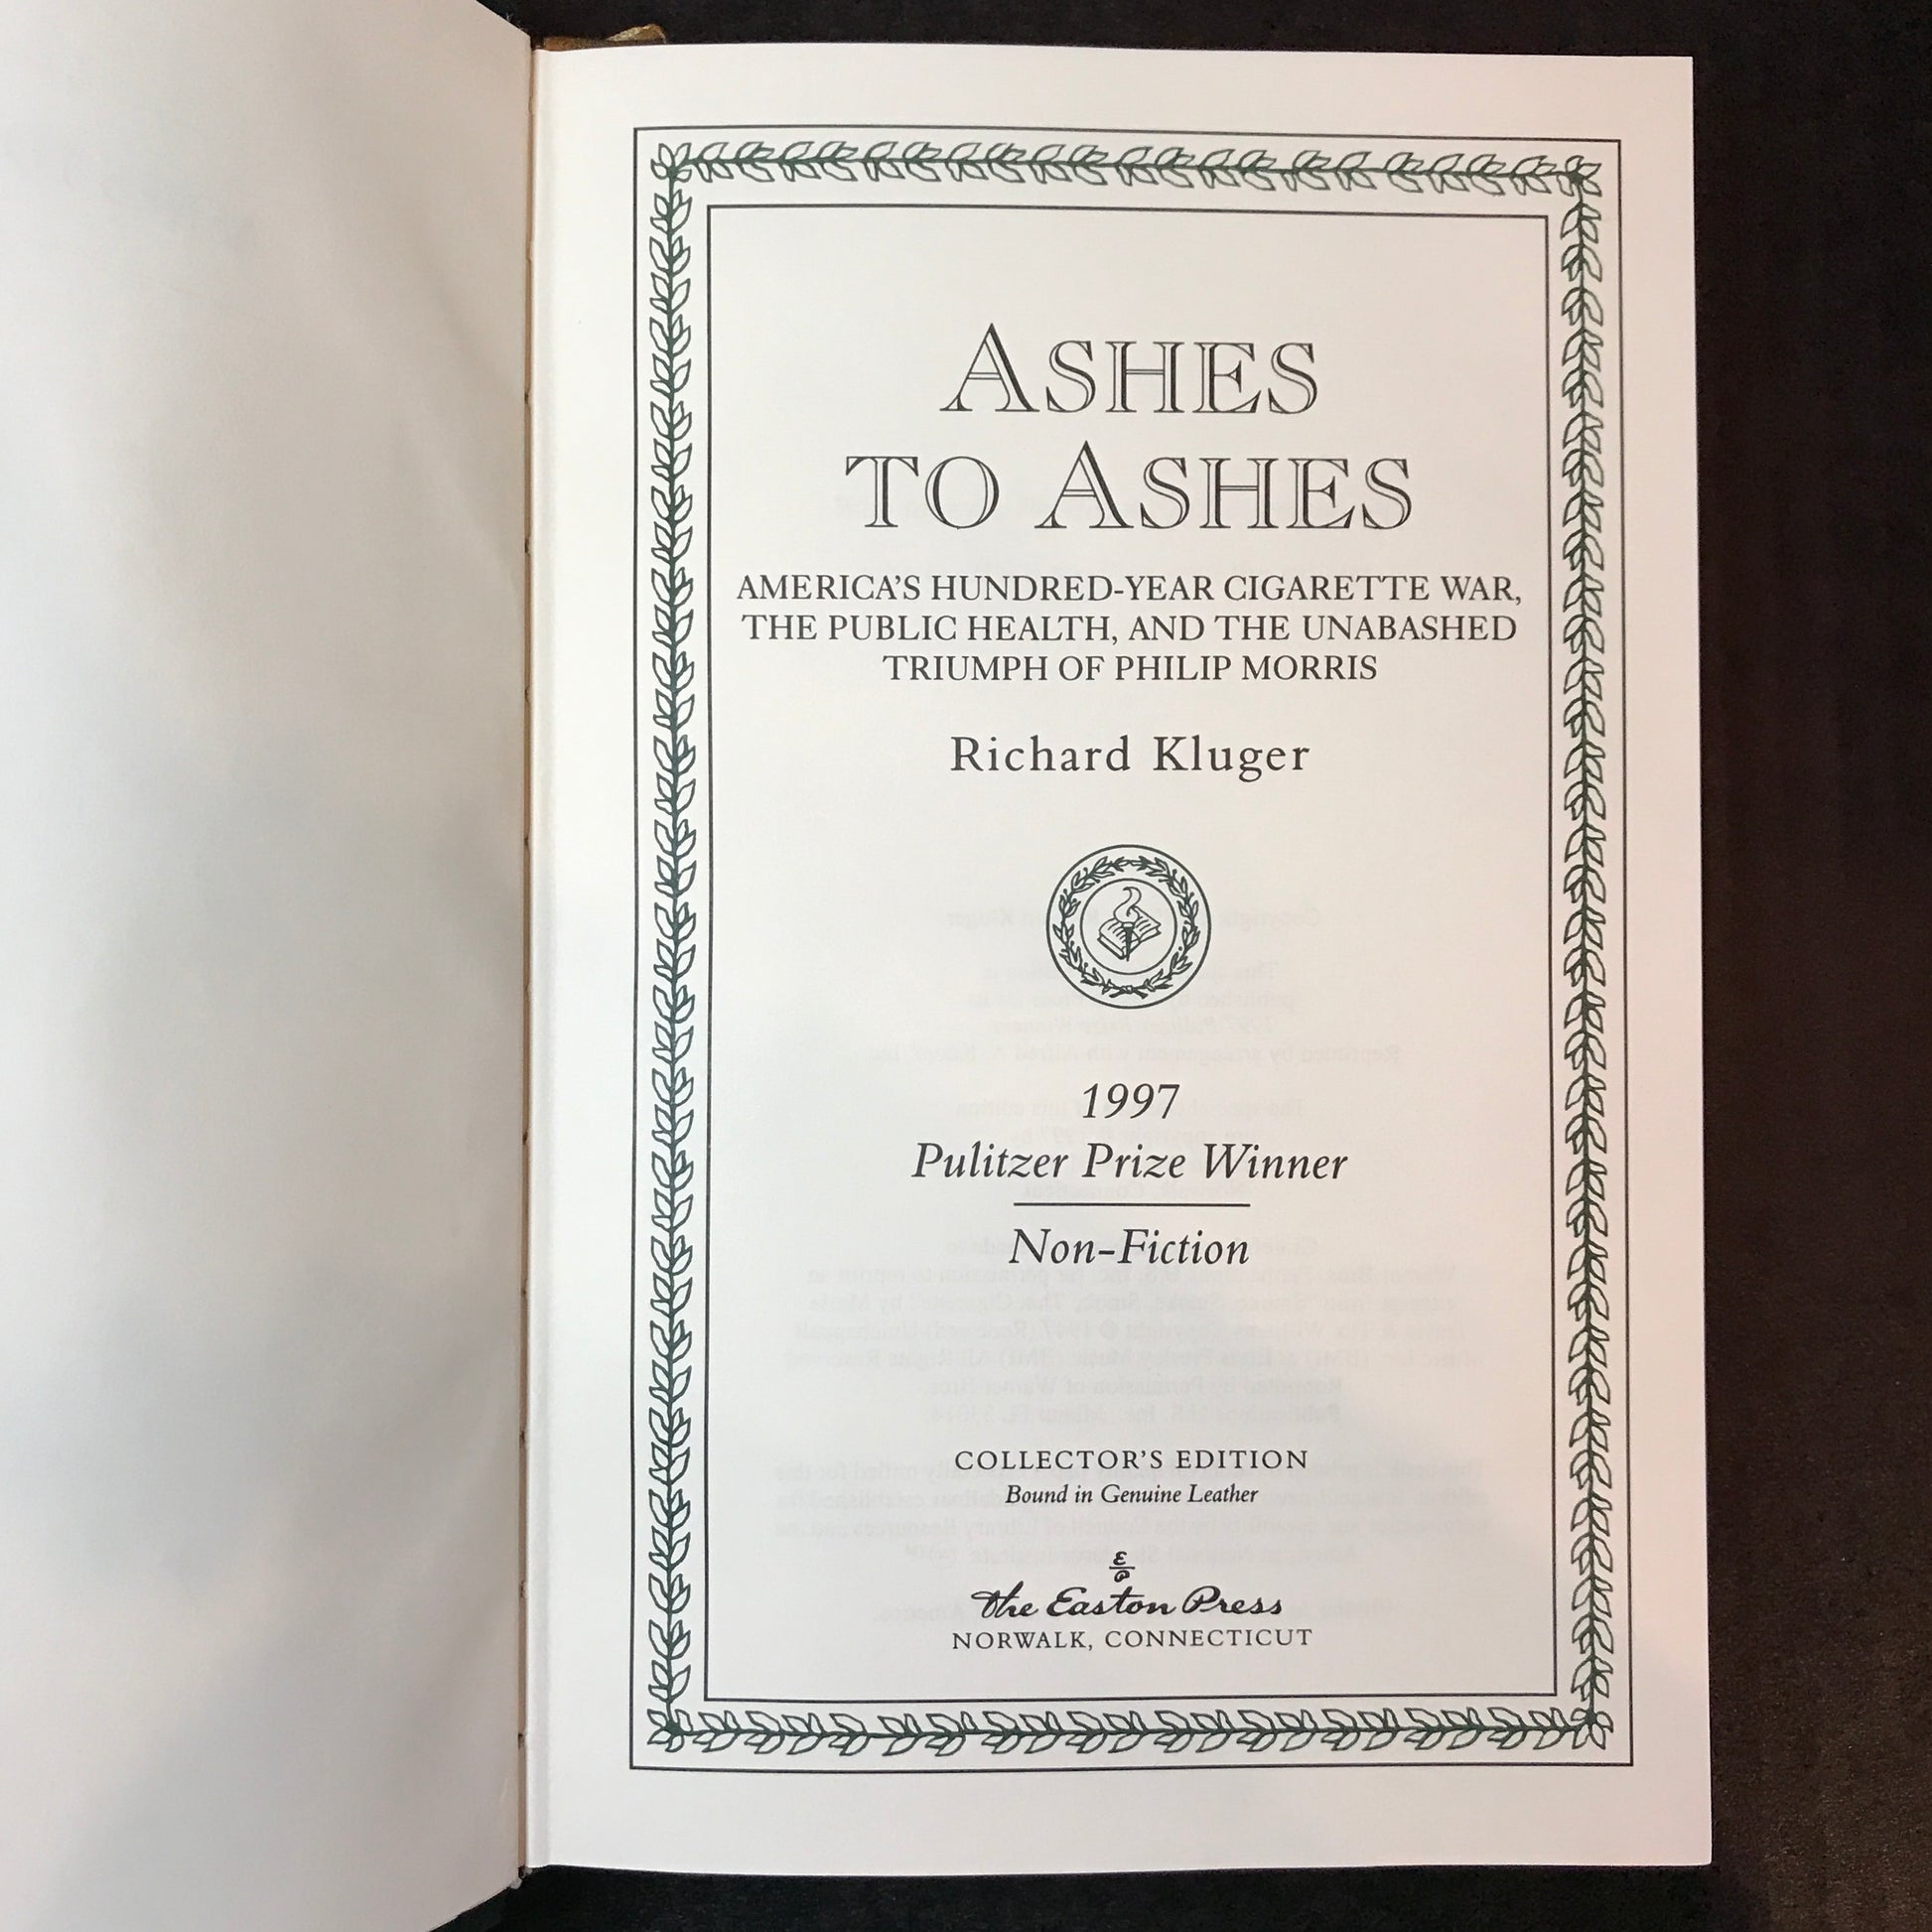 ASHES
TO ASHES
AMERICA'S HUNDRED-YEAR CIGARETTE WAR,
THE PUBLIC HEALTH, AND THE UNABASHED
TRIUMPH OF PHILIP MORRIS
Richard Kluger
1997
Pulitzer Prize Winner
Non-Fiction
COLLECTOR'S EDITION
Bound in Genuine Leather
The Easton Press
NORWALK, CONNECTICUT